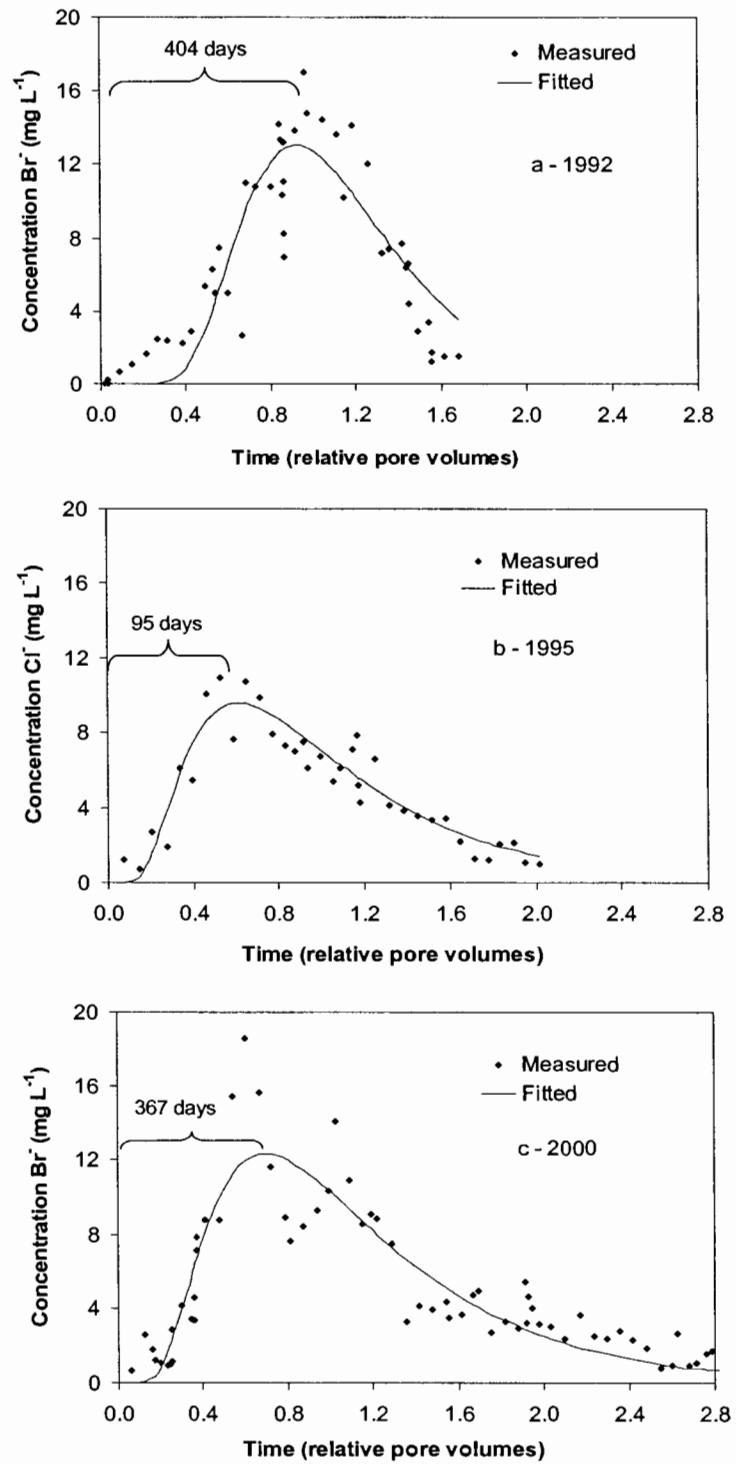 20
16
12
8
4
0
Concentration Br⁻ (mg L⁻¹)
404 days
Measured
Fitted
a - 1992
0.0 0.4 0.8 1.2 1.6 2.0 2.4 2.8
Time (relative pore volumes)
20
16
12
8
4
0
Concentration Cl⁻ (mg L⁻¹)
95 days
Measured
Fitted
b - 1995
0.0 0.4 0.8 1.2 1.6 2.0 2.4 2.8
Time (relative pore volumes)
20
16
12
8
4
0
Concentration Br⁻ (mg L⁻¹)
367 days
Measured
Fitted
c - 2000
0.0 0.4 0.8 1.2 1.6 2.0 2.4 2.8
Time (relative pore volumes)